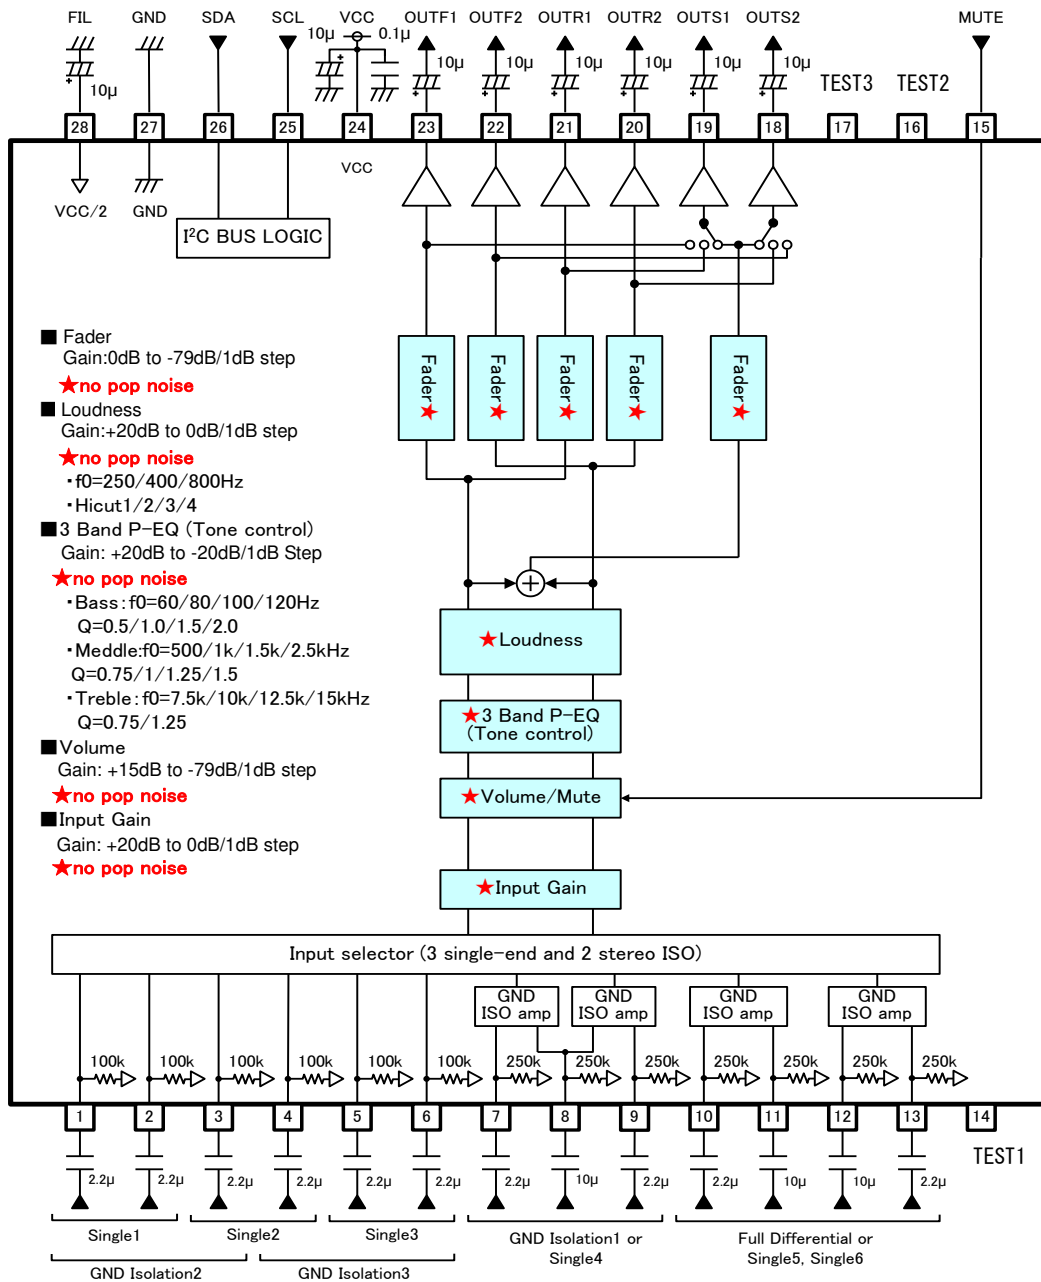 FIL GND SDA SCL VCC OUTF1 OUTF2 OUTR1 OUTR2 OUTS1 OUTS2 MUTE
10μ 0.1μ
10μ 10μ 10μ 10μ 10μ 10μ 10μ
TEST3 TEST2
28 27 26 25 24 23 22 21 20 19 18 17 16 15
VCC
VCC/2 GND
I²C BUS LOGIC
■ Fader
Gain:0dB to -79dB/1dB step
★no pop noise
■ Loudness
Gain:+20dB to 0dB/1dB step
★no pop noise
・f0=250/400/800Hz
・Hicut1/2/3/4
■3 Band P-EQ (Tone control)
Gain: +20dB to -20dB/1dB Step
★no pop noise
・Bass:f0=60/80/100/120Hz
Q=0.5/1.0/1.5/2.0
・Meddle:f0=500/1k/1.5k/2.5kHz
Q=0.75/1/1.25/1.5
・Treble:f0=7.5k/10k/12.5k/15kHz
Q=0.75/1.25
■Volume
Gain: +15dB to -79dB/1dB step
★no pop noise
■Input Gain
Gain: +20dB to 0dB/1dB step
★no pop noise
Fader★ Fader★ Fader★ Fader★ Fader★
★Loudness
★3 Band P-EQ
(Tone control)
★Volume/Mute
★Input Gain
Input selector (3 single-end and 2 stereo ISO)
GND GND GND GND
ISO amp ISO amp ISO amp ISO amp
100k 100k 100k 100k 100k 100k 250k 250k 250k 250k 250k 250k 250k
1 2 3 4 5 6 7 8 9 10 11 12 13 14
TEST1
2.2μ 2.2μ 2.2μ 2.2μ 2.2μ 2.2μ 2.2μ 10μ 2.2μ 2.2μ 10μ 10μ 2.2μ
Single1 Single2 Single3
GND Isolation1 or
Single4
Full Differential or
Single5, Single6
GND Isolation2 GND Isolation3